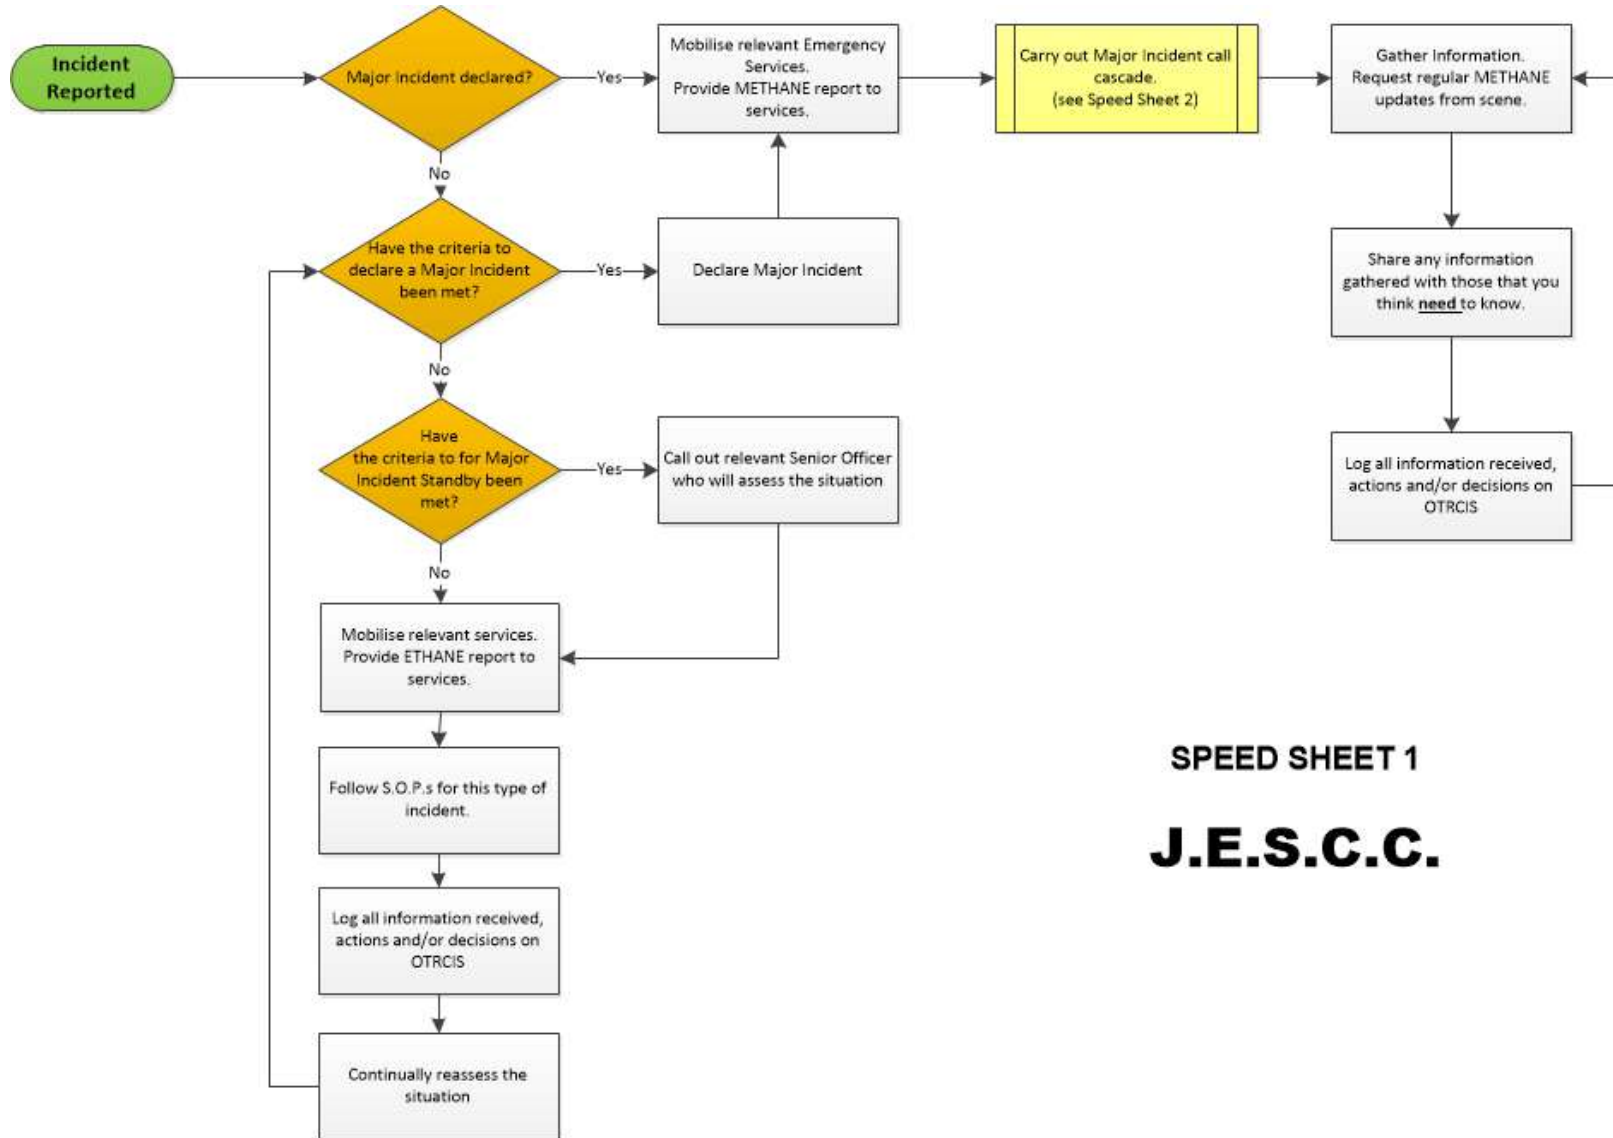 Incident
Reported
Major Incident declared?
Yes
Mobilise relevant Emergency
Services.
Provide METHANE report to
services.
Carry out Major Incident call
cascade.
(see Speed Sheet 2)
Gather Information.
Request regular METHANE
updates from scene.
No
Have the criteria to
declare a Major Incident
been met?
Yes
Declare Major Incident
Share any information
gathered with those that you
think need to know.
No
Have
the criteria to for Major
Incident Standby been
met?
Yes
Call out relevant Senior Officer
who will assess the situation
Log all information received,
actions and/or decisions on
OTRCIS
No
Mobilise relevant services.
Provide ETHANE report to
services.
Follow S.O.P.s for this type of
incident.
Log all information received,
actions and/or decisions on
OTRCIS
Continually reassess the
situation
SPEED SHEET 1
J.E.S.C.C.